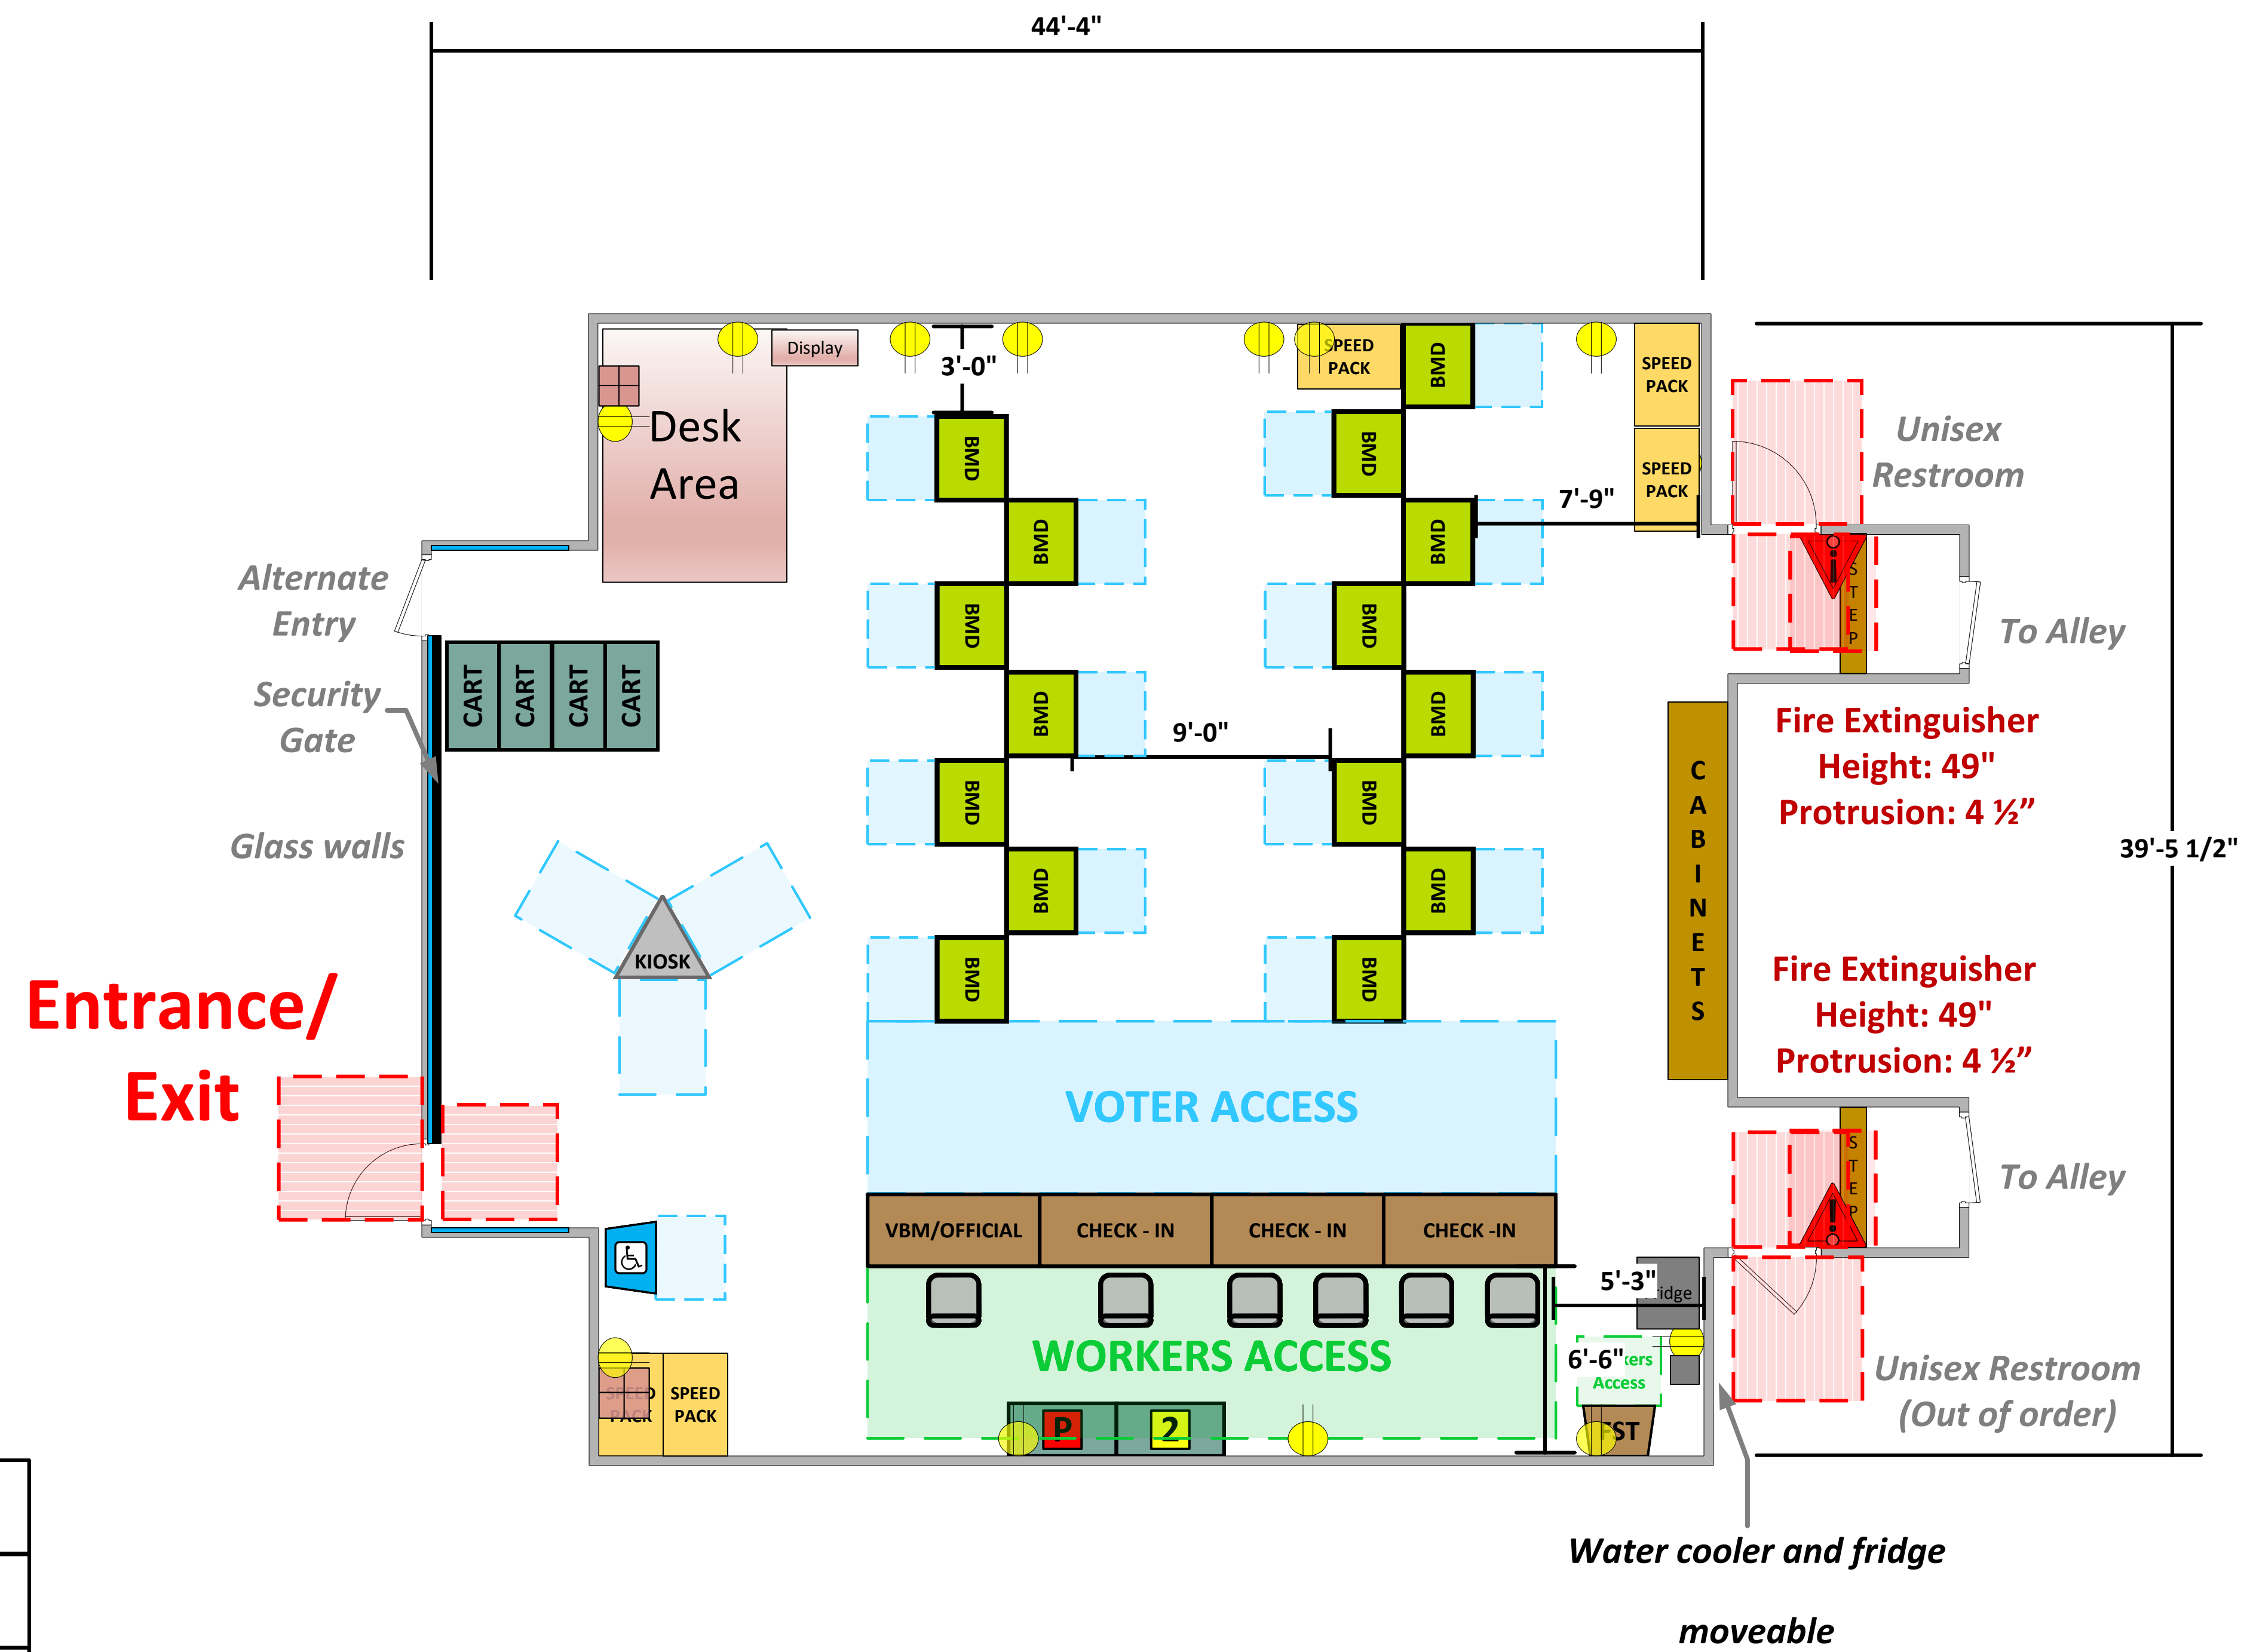 44'-4"
Display
3'-0"
SPEED
PACK
BMD
SPEED
PACK
Desk
Area
BMD
BMD
Unisex
Restroom
SPEED
PACK
7'-9"
BMD
BMD
STEP
Alternate
Entry
BMD
BMD
To Alley
Security
Gate
CART
CART
CART
CART
BMD
BMD
9'-0"
Fire Extinguisher
Height: 49"
Protrusion: 4 ½”
CABINETS
BMD
BMD
Glass walls
39'-5 1/2"
BMD
BMD
KIOSK
BMD
BMD
Entrance/
Exit
Fire Extinguisher
Height: 49"
Protrusion: 4 ½”
VOTER ACCESS
STEP
To Alley
VBM/OFFICIAL
CHECK - IN
CHECK - IN
CHECK -IN
5'-3"
WORKERS ACCESS
6'-6"
Access
SPEED
PACK
SPEED
PACK
P
2
Unisex Restroom
(Out of order)
Water cooler and fridge
moveable